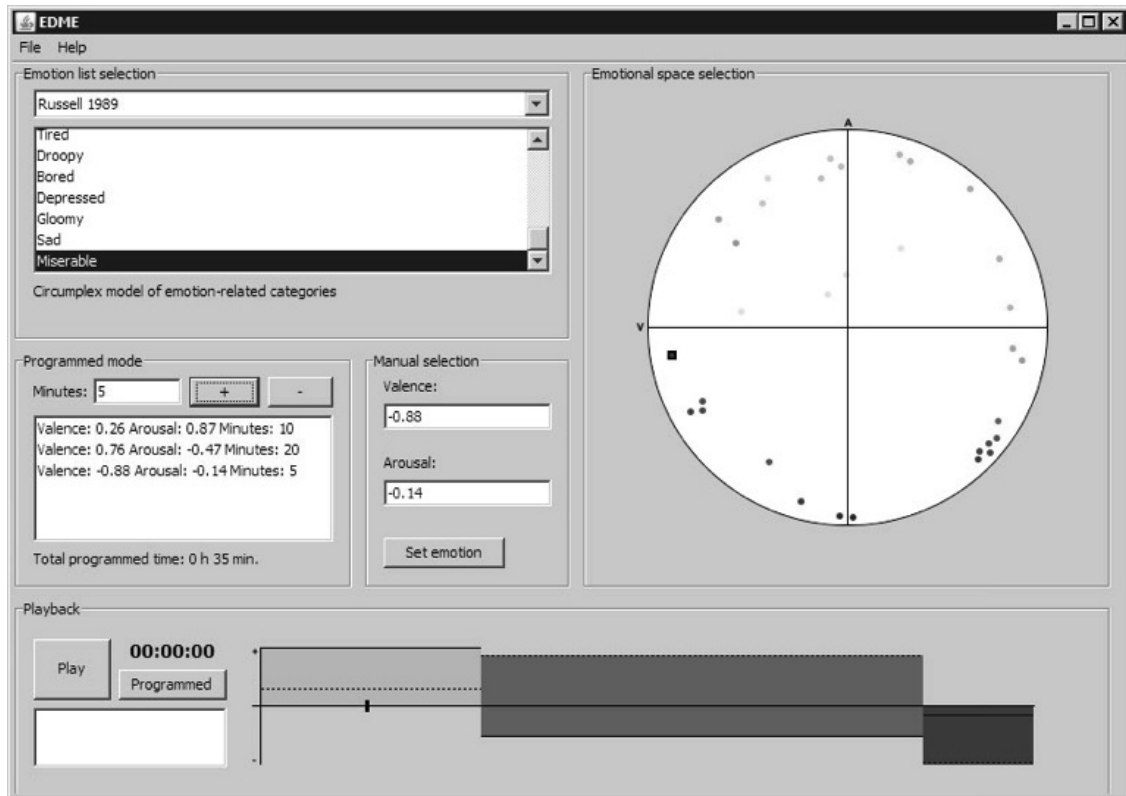 EDME
File Help
Emotion list selection
Russell 1989
Tired
Droopy
Bored
Depressed
Gloomy
Sad
Miserable
Circumplex model of emotion-related categories
Emotional space selection
A
V
Programmed mode
Minutes: 5 + -
Valence: 0.26 Arousal: 0.87 Minutes: 10
Valence: 0.76 Arousal: -0.47 Minutes: 20
Valence: -0.88 Arousal: -0.14 Minutes: 5
Total programmed time: 0 h 35 min.
Manual selection
Valence:
-0.88
Arousal:
-0.14
Set emotion
Playback
Play
00:00:00
Programmed
+
-